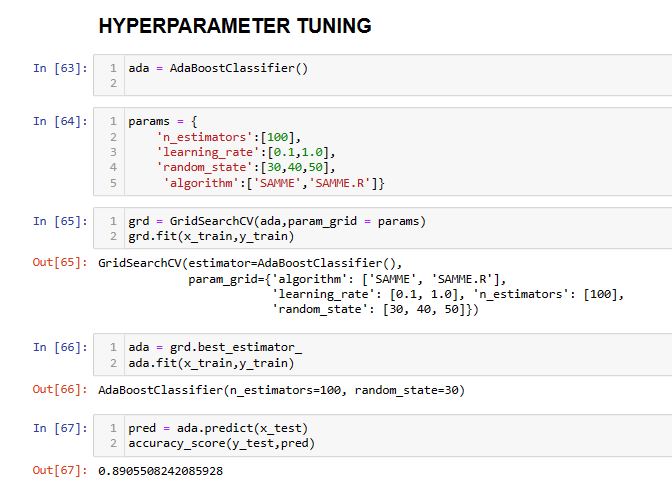 HYPERPARAMETER TUNING
In [63]:
1 ada = AdaBoostClassifier()
2
In [64]:
1 params = {
2     'n_estimators':[100],
3     'learning_rate':[0.1,1.0],
4     'random_state':[30,40,50],
5      'algorithm':['SAMME','SAMME.R']}
In [65]:
1 grd = GridSearchCV(ada,param_grid = params)
2 grd.fit(x_train,y_train)
Out[65]: GridSearchCV(estimator=AdaBoostClassifier(),
             param_grid={'algorithm': ['SAMME', 'SAMME.R'],
                         'learning_rate': [0.1, 1.0], 'n_estimators': [100],
                         'random_state': [30, 40, 50]})
In [66]:
1 ada = grd.best_estimator_
2 ada.fit(x_train,y_train)
Out[66]: AdaBoostClassifier(n_estimators=100, random_state=30)
In [67]:
1 pred = ada.predict(x_test)
2 accuracy_score(y_test,pred)
Out[67]: 0.8905508242085928